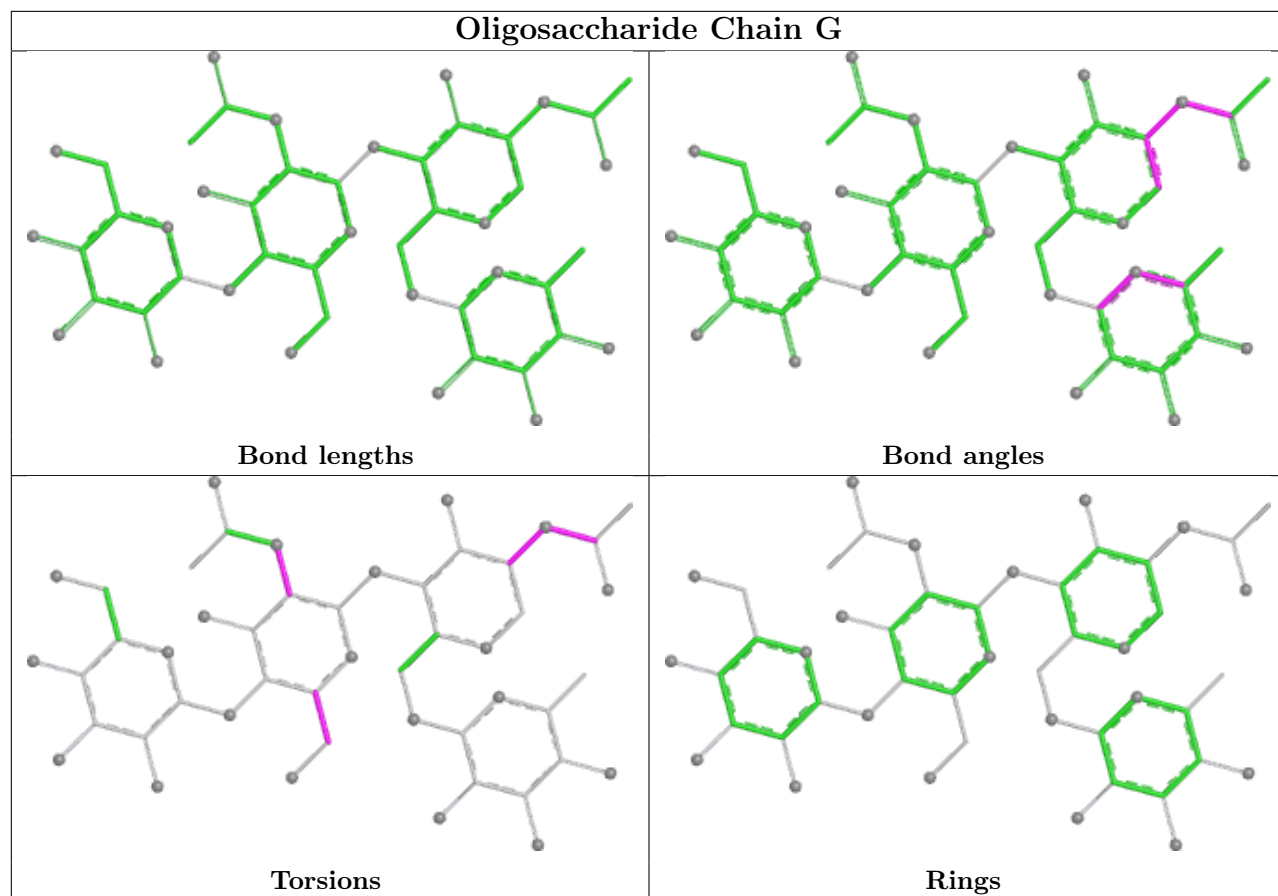 Oligosaccharide Chain G
Bond lengths
Bond angles
Torsions
Rings